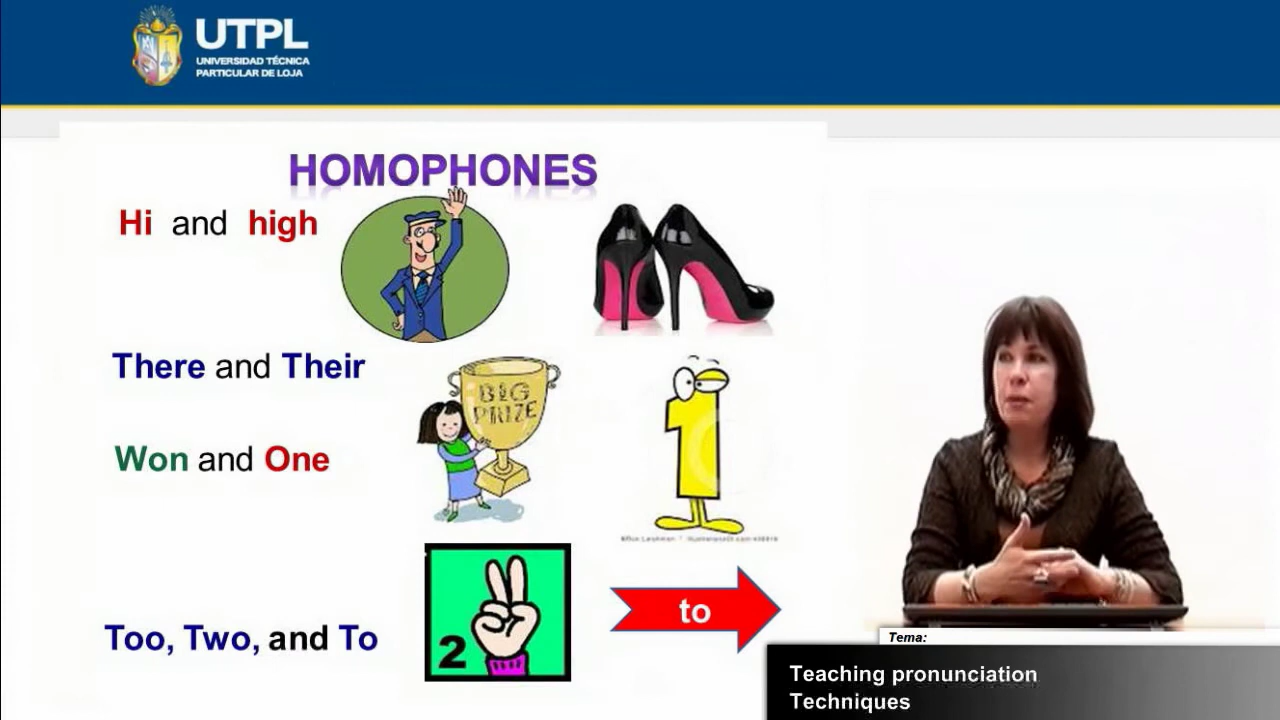 UTPL
UNIVERSIDAD TÉCNICA
PARTICULAR DE LOJA
HOMOPHONES
Hi and high
There and Their
BIG
PRIZE
Won and One
1
Too, Two, and To
2
to
Tema:
Teaching pronunciation
Techniques